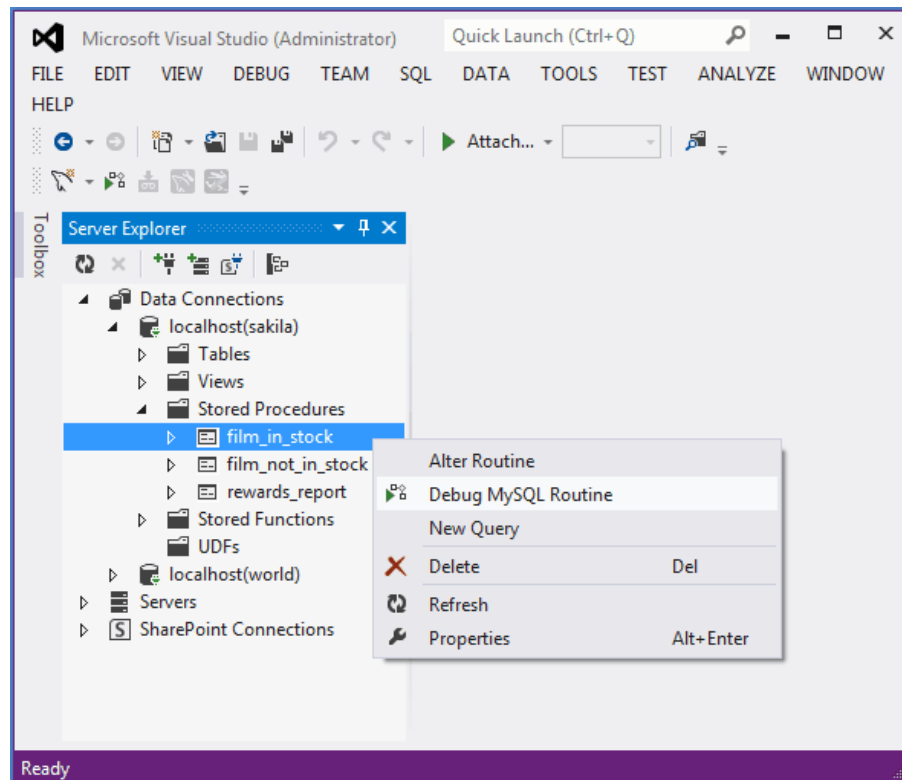 Microsoft Visual Studio (Administrator) Quick Launch (Ctrl+Q)
FILE EDIT VIEW DEBUG TEAM SQL DATA TOOLS TEST ANALYZE WINDOW
HELP
Attach...
Toolbox
Server Explorer
Data Connections
localhost(sakila)
Tables
Views
Stored Procedures
film_in_stock
film_not_in_stock
rewards_report
Stored Functions
UDFs
localhost(world)
Servers
SharePoint Connections
Alter Routine
Debug MySQL Routine
New Query
Delete Del
Refresh
Properties Alt+Enter
Ready